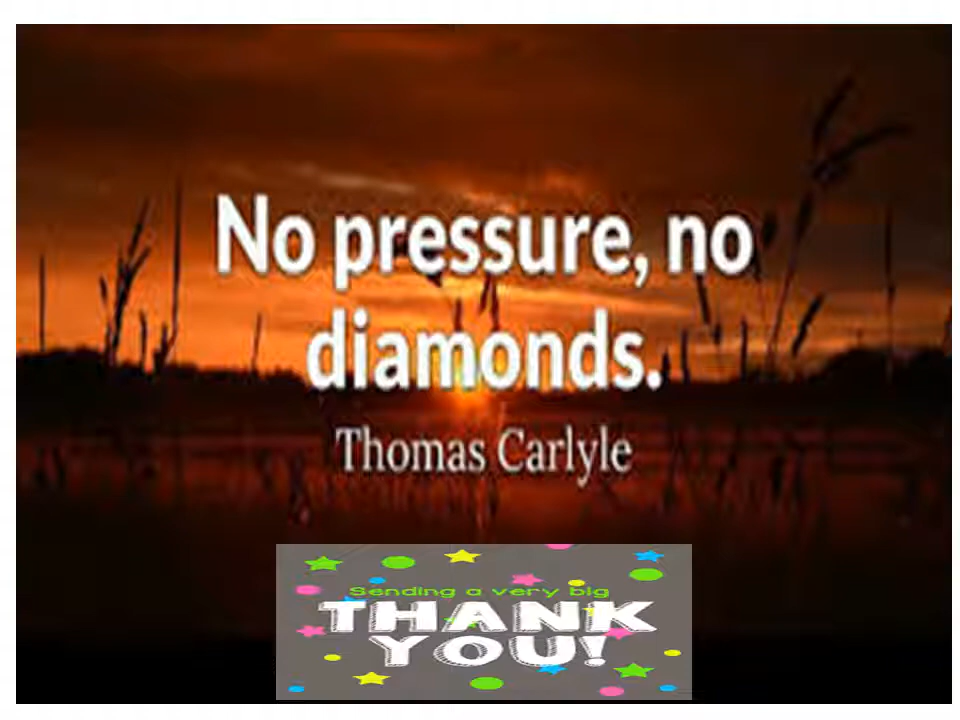 No pressure, no
diamonds.
Thomas Carlyle
Sending a very big
THANK
YOU!